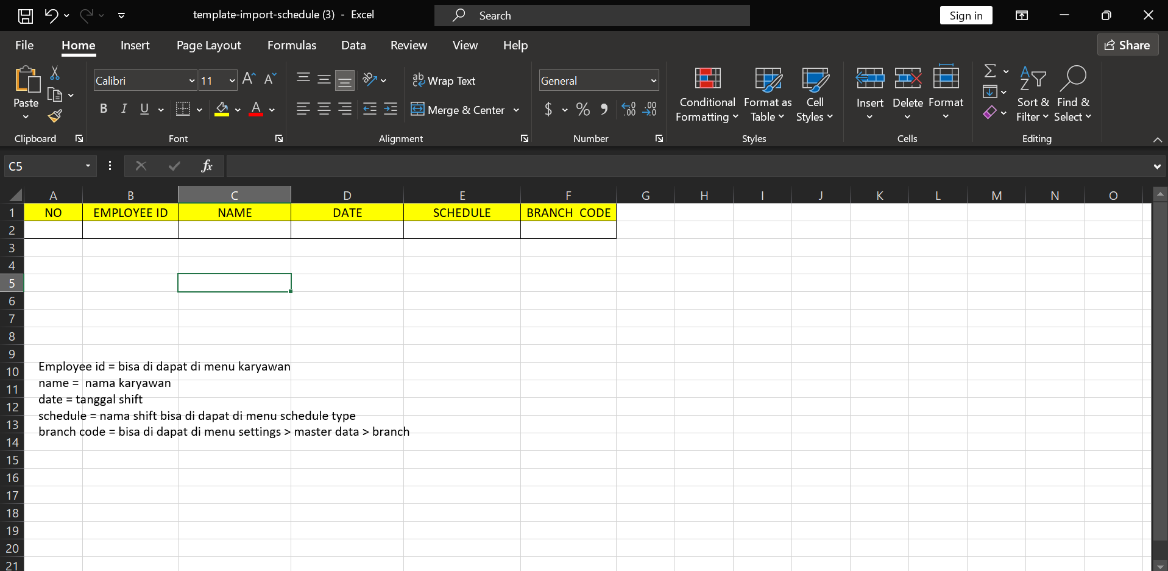 template-import-schedule (3) - Excel
Search
Sign in
File Home Insert Page Layout Formulas Data Review View Help
Share
Calibri 11
Wrap Text
General
Paste
B I U A
Merge & Center
$ % ,
Conditional Formatting
Format as Table
Cell Styles
Insert Delete Format
Sort & Filter
Find & Select
Clipboard Font Alignment Number Styles Cells Editing
C5 fx
A B C D E F G H I J K L M N O
1 NO EMPLOYEE ID NAME DATE SCHEDULE BRANCH CODE
2
3
4
5
6
7
8
9
10 Employee id = bisa di dapat di menu karyawan
11 name = nama karyawan
12 date = tanggal shift
13 schedule = nama shift bisa di dapat di menu schedule type
14 branch code = bisa di dapat di menu settings > master data > branch
15
16
17
18
19
20
21